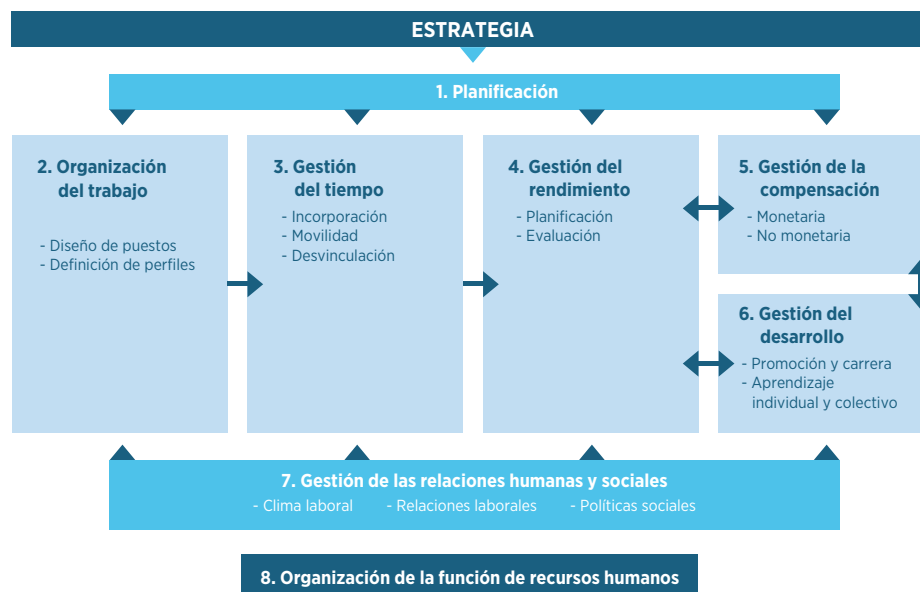 ESTRATEGIA
1. Planificación
2. Organización
del trabajo
- Diseño de puestos
- Definición de perfiles
3. Gestión
del tiempo
- Incorporación
- Movilidad
- Desvinculación
4. Gestión del
rendimiento
- Planificación
- Evaluación
5. Gestión de la
compensación
- Monetaria
- No monetaria
6. Gestión del
desarrollo
- Promoción y carrera
- Aprendizaje
individual y colectivo
7. Gestión de las relaciones humanas y sociales
- Clima laboral - Relaciones laborales - Políticas sociales
8. Organización de la función de recursos humanos